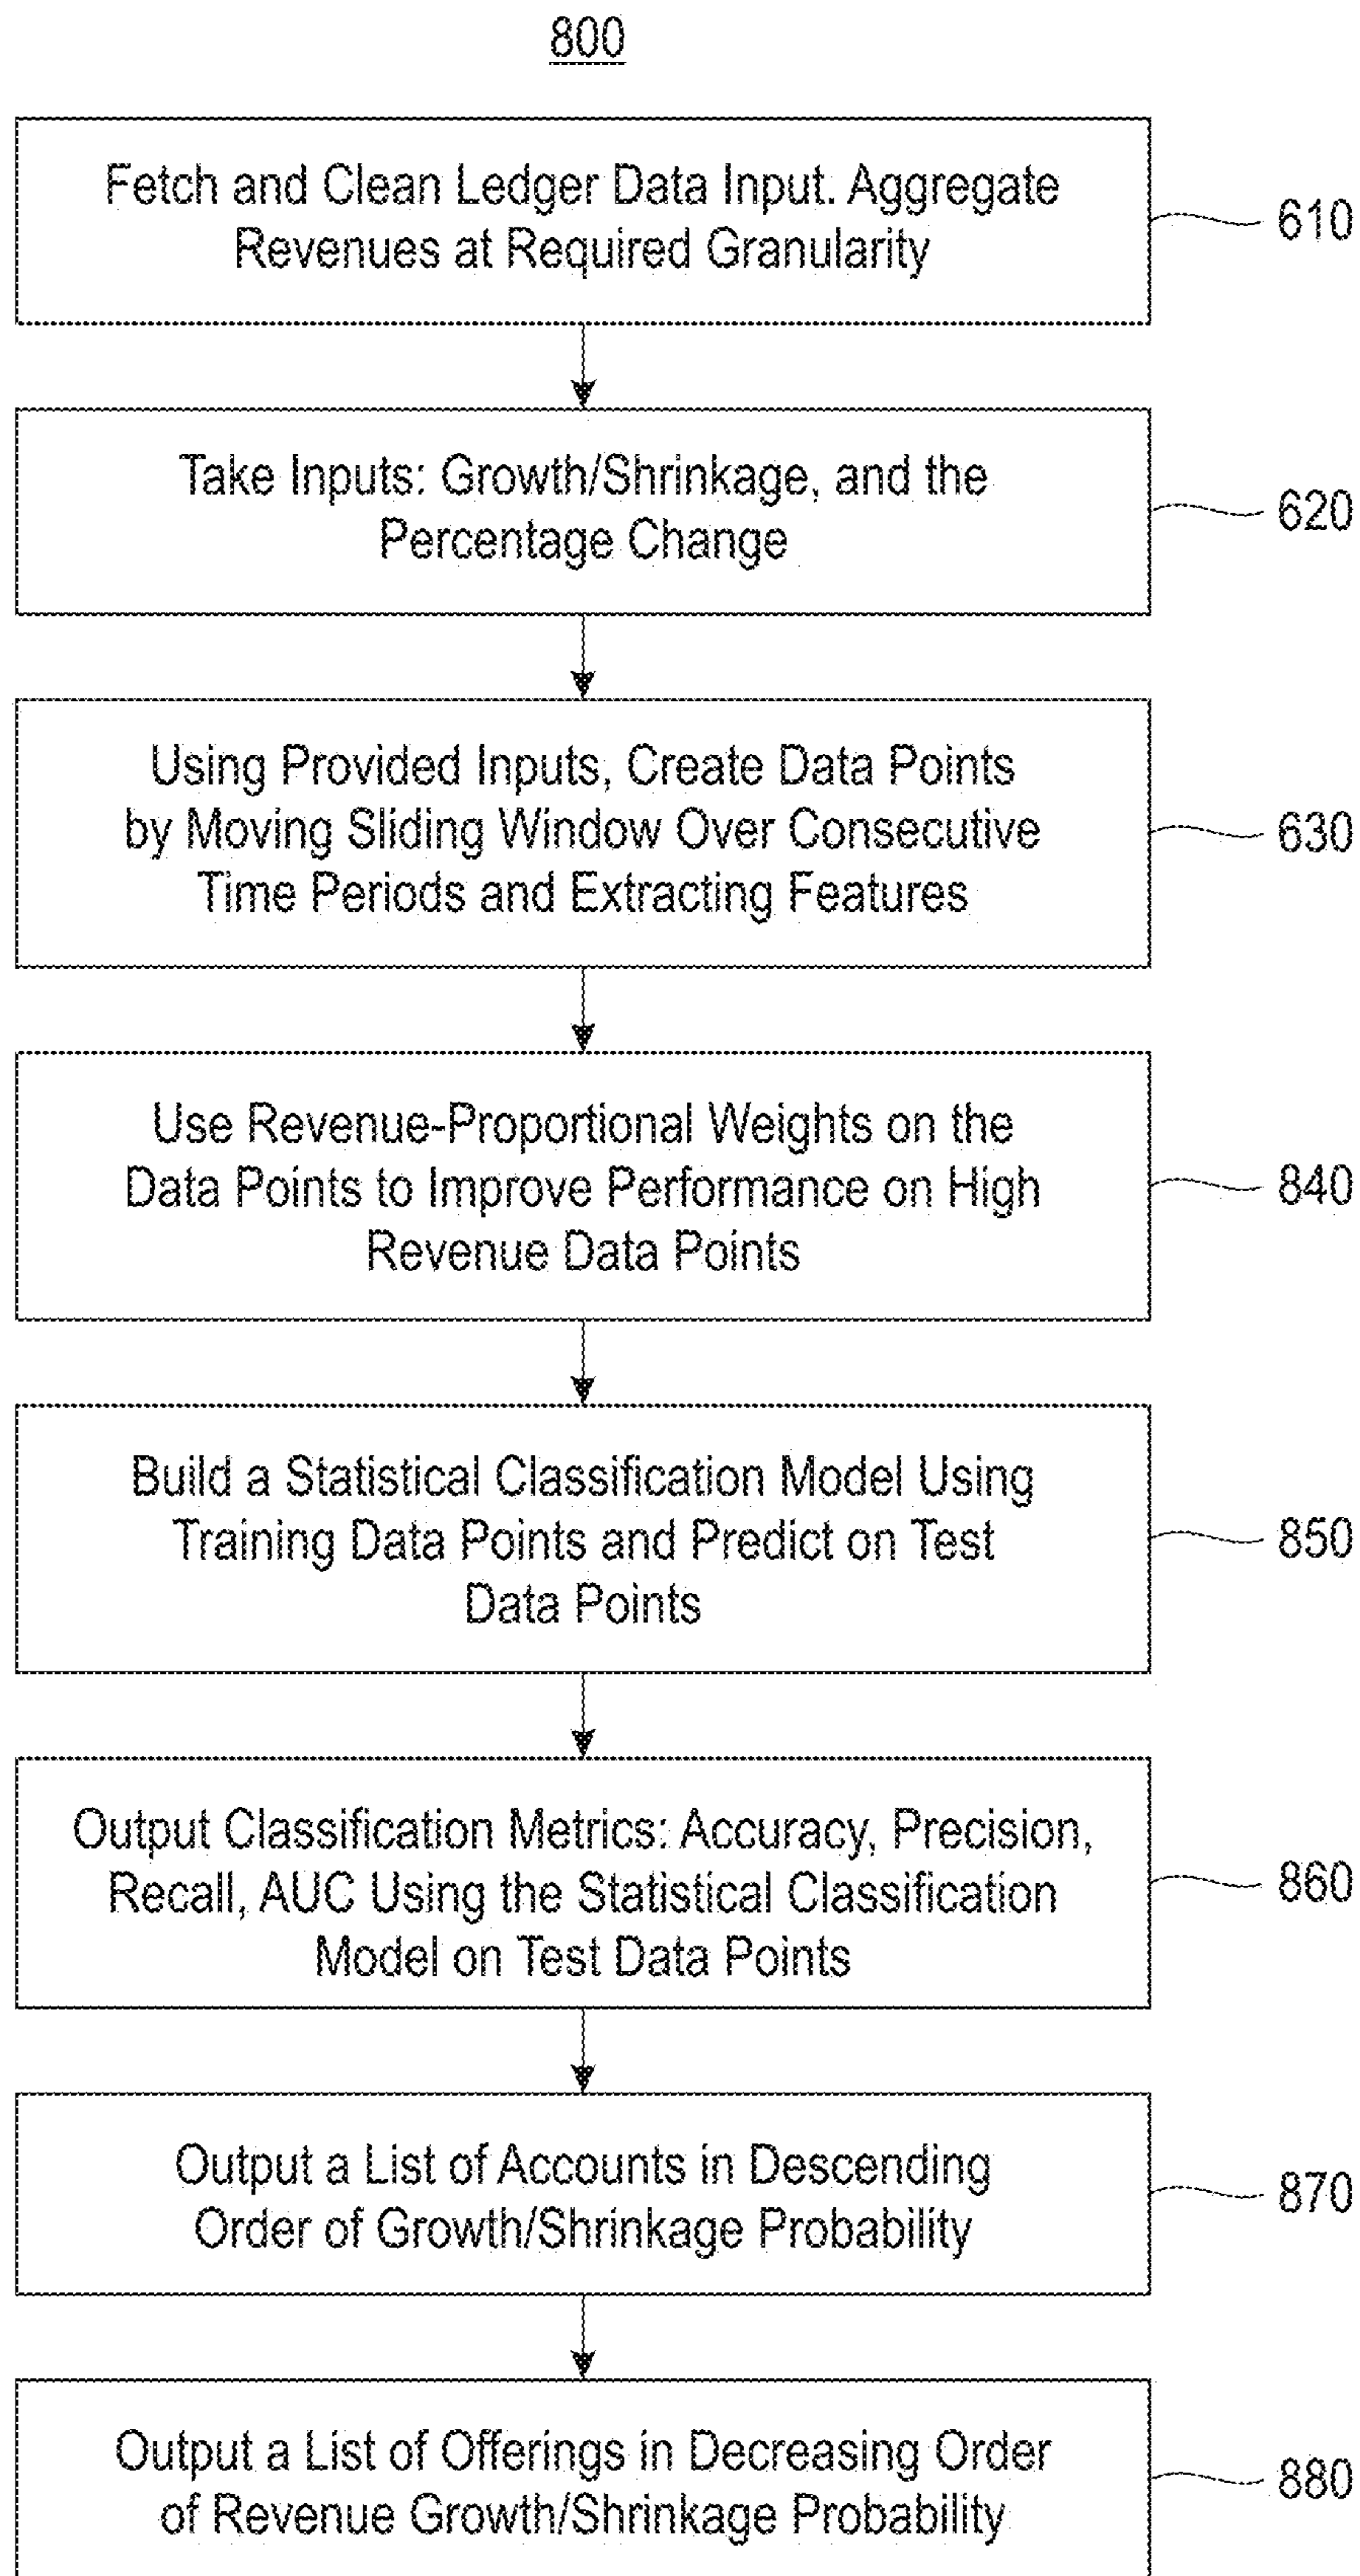 800
Fetch and Clean Ledger Data Input. Aggregate
Revenues at Required Granularity
610
Take Inputs: Growth/Shrinkage, and the
Percentage Change
620
Using Provided Inputs, Create Data Points
by Moving Sliding Window Over Consecutive
Time Periods and Extracting Features
630
Use Revenue-Proportional Weights on the
Data Points to Improve Performance on High
Revenue Data Points
840
Build a Statistical Classification Model Using
Training Data Points and Predict on Test
Data Points
850
Output Classification Metrics: Accuracy, Precision,
Recall, AUC Using the Statistical Classification
Model on Test Data Points
860
Output a List of Accounts in Descending
Order of Growth/Shrinkage Probability
870
Output a List of Offerings in Decreasing Order
of Revenue Growth/Shrinkage Probability
880